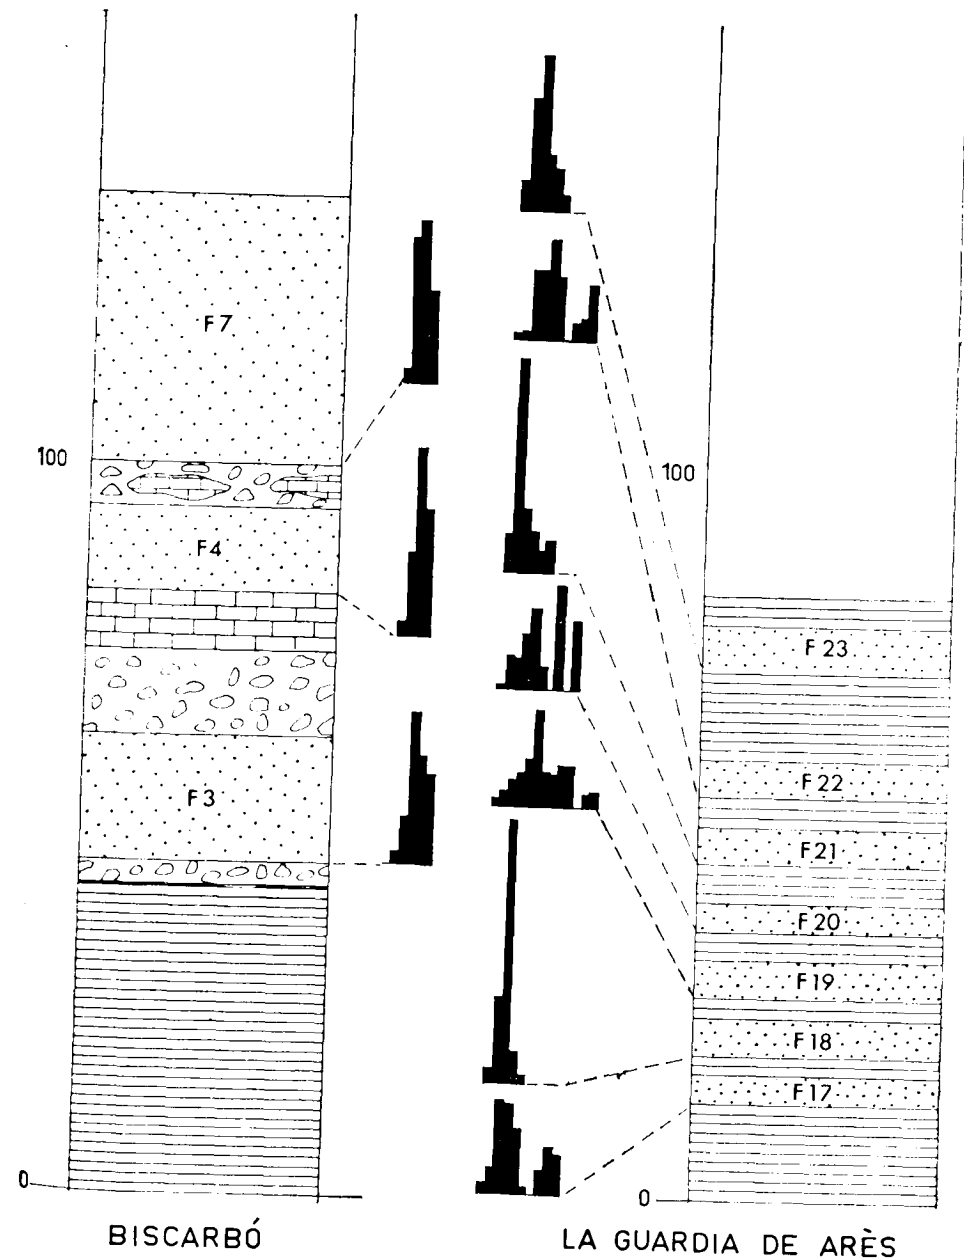 F7
100
F4
F3
0
BISCARBÓ
100
F23
F22
F21
F20
F19
F18
F17
0
LA GUARDIA DE ARÈS